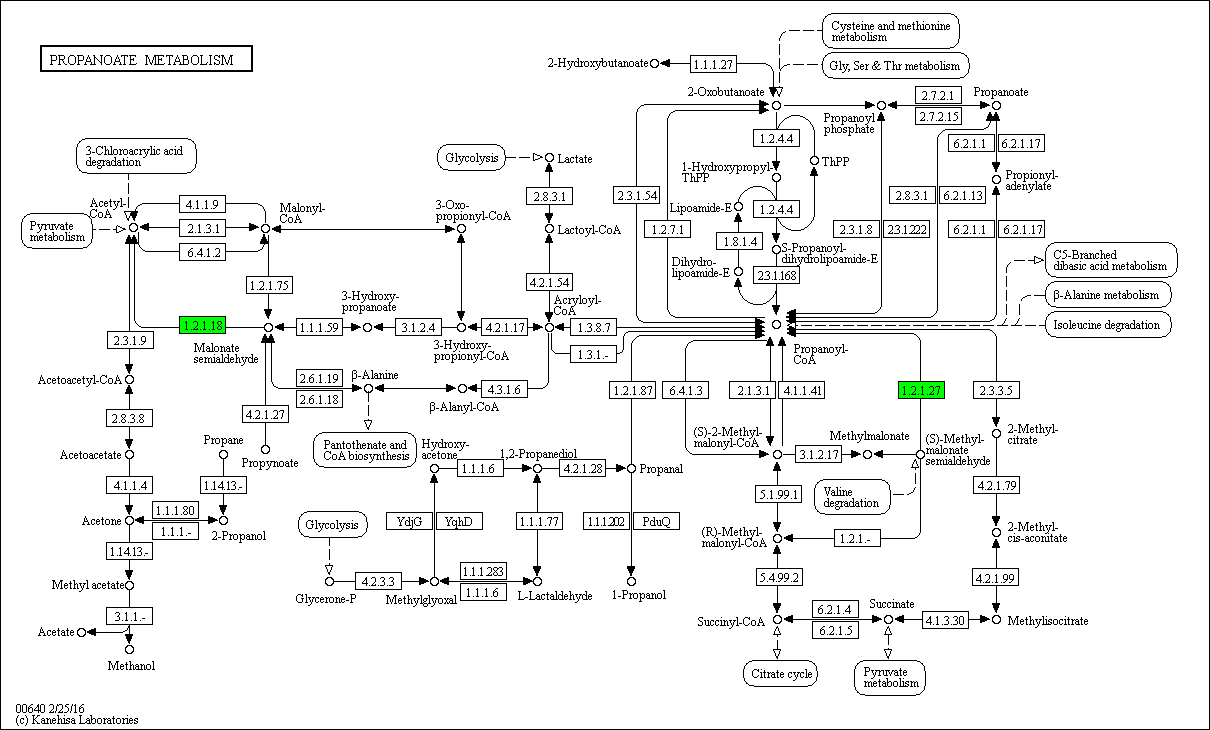 PROPANOATE METABOLISM
Cysteine and methionine
metabolism
Gly, Ser & Thr metabolism
2-Hydroxybutanoate
1.1.1.27
2-Oxobutanoate
2.7.2.1
2.7.2.15
Propanoate
Propanoyl
phosphate
1.2.4.4
6.2.1.1
6.2.1.17
3-Chloroacrylic acid
degradation
Glycolysis
Lactate
1-Hydroxypropyl-
ThPP
ThPP
Propionyl-
adenylate
2.8.3.1
2.3.1.54
2.8.3.1
6.2.1.13
Acetyl-
CoA
4.1.1.9
Malonyl-
CoA
3-Oxo-
propionyl-CoA
Lipoamide-E
1.2.4.4
Pyruvate
metabolism
2.1.3.1
Lactoyl-CoA
1.2.7.1
2.3.1.8
2.3.1.222
6.2.1.1
6.2.1.17
6.4.1.2
1.8.1.4
S-Propanoyl-
dihydrolipoamide-E
Dihydro-
lipoamide-E
2.3.1.168
C5-Branched
dibasic acid metabolism
1.2.1.75
4.2.1.54
β-Alanine metabolism
3-Hydroxy-
propanoate
Acryloyl-
CoA
Isoleucine degradation
1.2.1.18
1.1.1.59
3.1.2.4
4.2.1.17
1.3.8.7
2.3.1.9
Malonate
semialdehyde
3-Hydroxy-
propionyl-CoA
1.3.1.-
Propanoyl-
CoA
Acetoacetyl-CoA
2.6.1.19
2.6.1.18
β-Alanine
4.3.1.6
β-Alanyl-CoA
1.2.1.87
6.4.1.3
2.1.3.1
4.1.1.41
1.2.1.27
2.3.3.5
2.8.3.8
4.2.1.27
Acetoacetate
Propane
Propynoate
Pantothenate and
CoA biosynthesis
Hydroxy-
acetone
1,2-Propanediol
(S)-2-Methyl-
malonyl-CoA
Methylmalonate
(S)-Methyl-
malonate
semialdehyde
2-Methyl-
citrate
1.1.1.6
4.2.1.28
Propanal
3.1.2.17
4.1.1.4
1.14.13.-
5.1.99.1
Valine
degradation
4.2.1.79
Acetone
1.1.1.80
1.1.1.-
2-Propanol
Glycolysis
YdjG
YqhD
1.1.1.77
1.1.1.202
PduQ
(R)-Methyl-
malonyl-CoA
1.2.1.-
2-Methyl-
cis-aconitate
1.14.13.-
Methyl acetate
4.2.3.3
1.1.1.283
1.1.1.6
5.4.99.2
4.2.1.99
Glycerone-P
Methylglyoxal
L-Lactaldehyde
1-Propanol
3.1.1.-
Acetate
Methanol
Succinyl-CoA
6.2.1.4
6.2.1.5
Succinate
4.1.3.30
Methylisocitrate
Citrate cycle
Pyruvate
metabolism
00640 2/25/16
(c) Kanehisa Laboratories